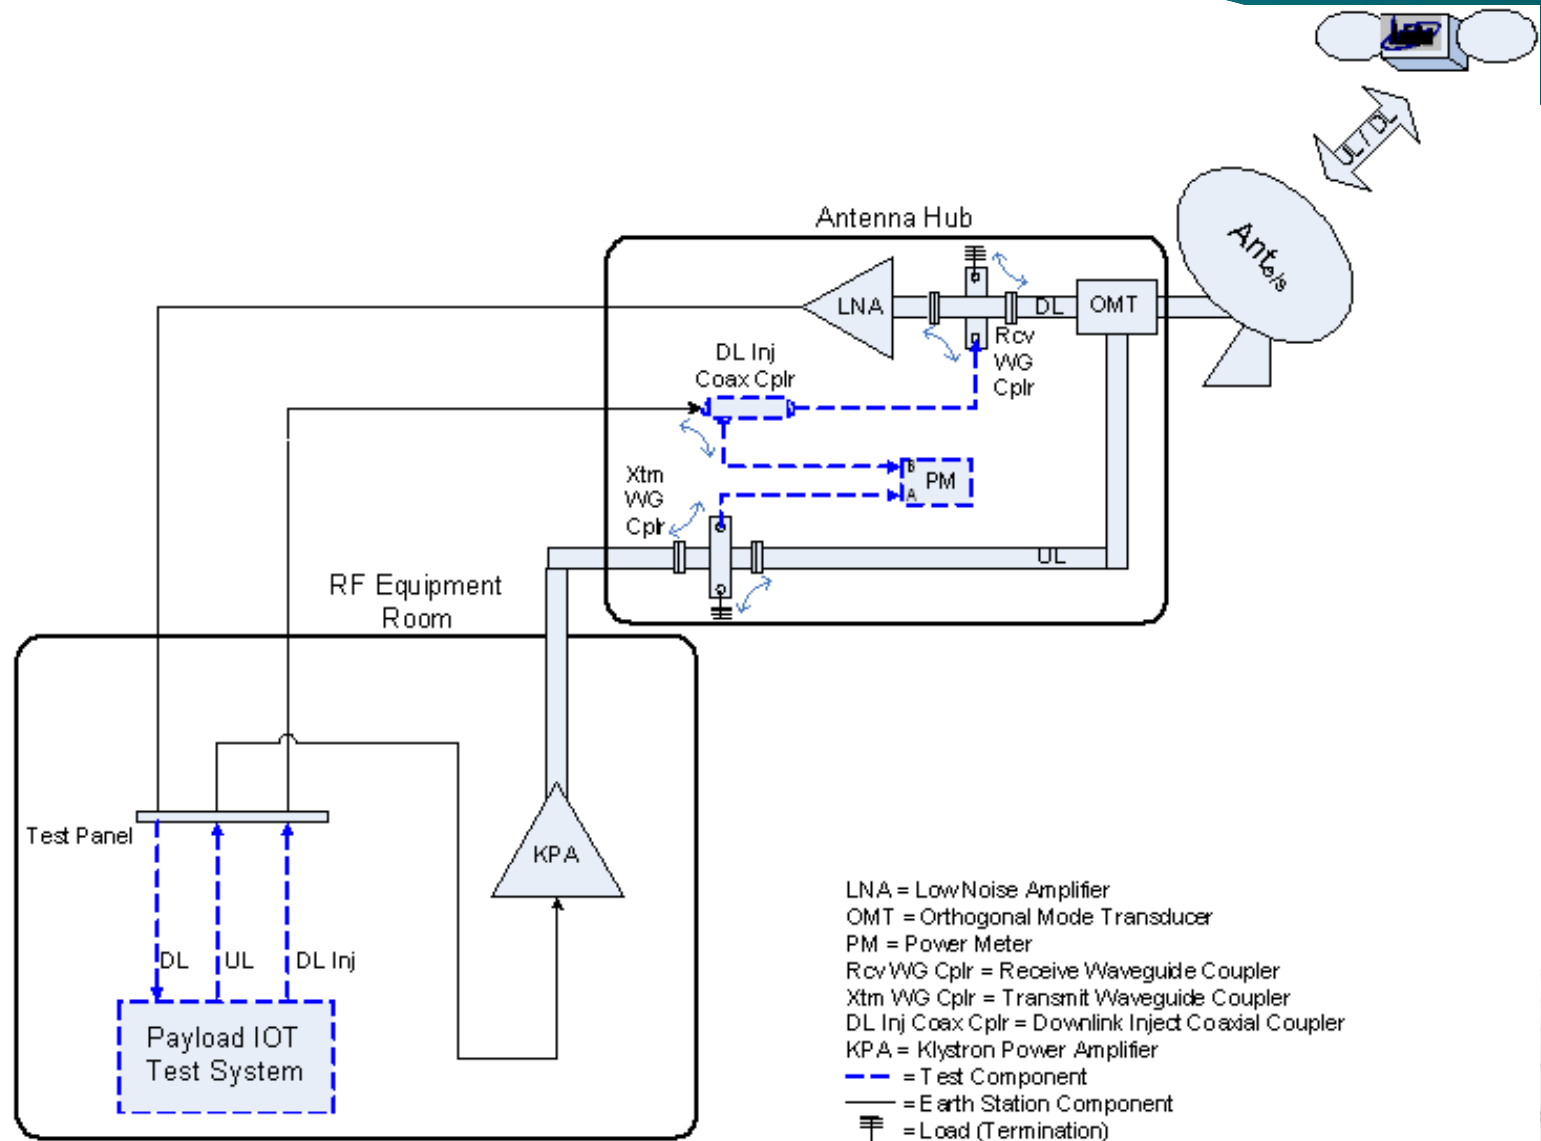 UL / DL
Ant e/s
Antenna Hub
LNA
DL
OMT
Rcv
WG
Cplr
DL Inj
Coax Cplr
B
A
PM
Xtm
WG
Cplr
UL
RF Equipment
Room
Test Panel
KPA
DL
UL
DL Inj
Payload IOT
Test System
LNA = Low Noise Amplifier
OMT = Orthogonal Mode Transducer
PM = Power Meter
Rcv WG Cplr = Receive Waveguide Coupler
Xtm WG Cplr = Transmit Waveguide Coupler
DL Inj Coax Cplr = Downlink Inject Coaxial Coupler
KPA = Klystron Power Amplifier
= Test Component
= Earth Station Component
= Load (Termination)